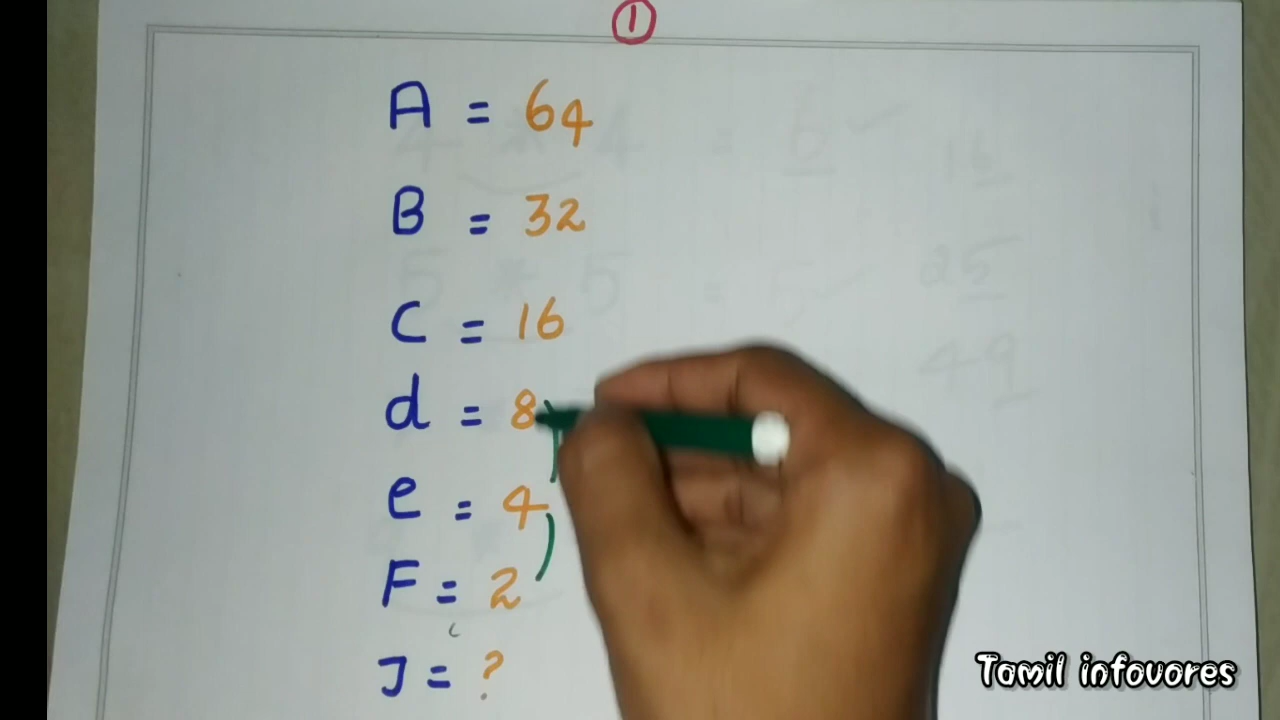 1
A = 64
B = 32
C = 16
d = 8
e = 4
F = 2
J = ?
Tamil infovores